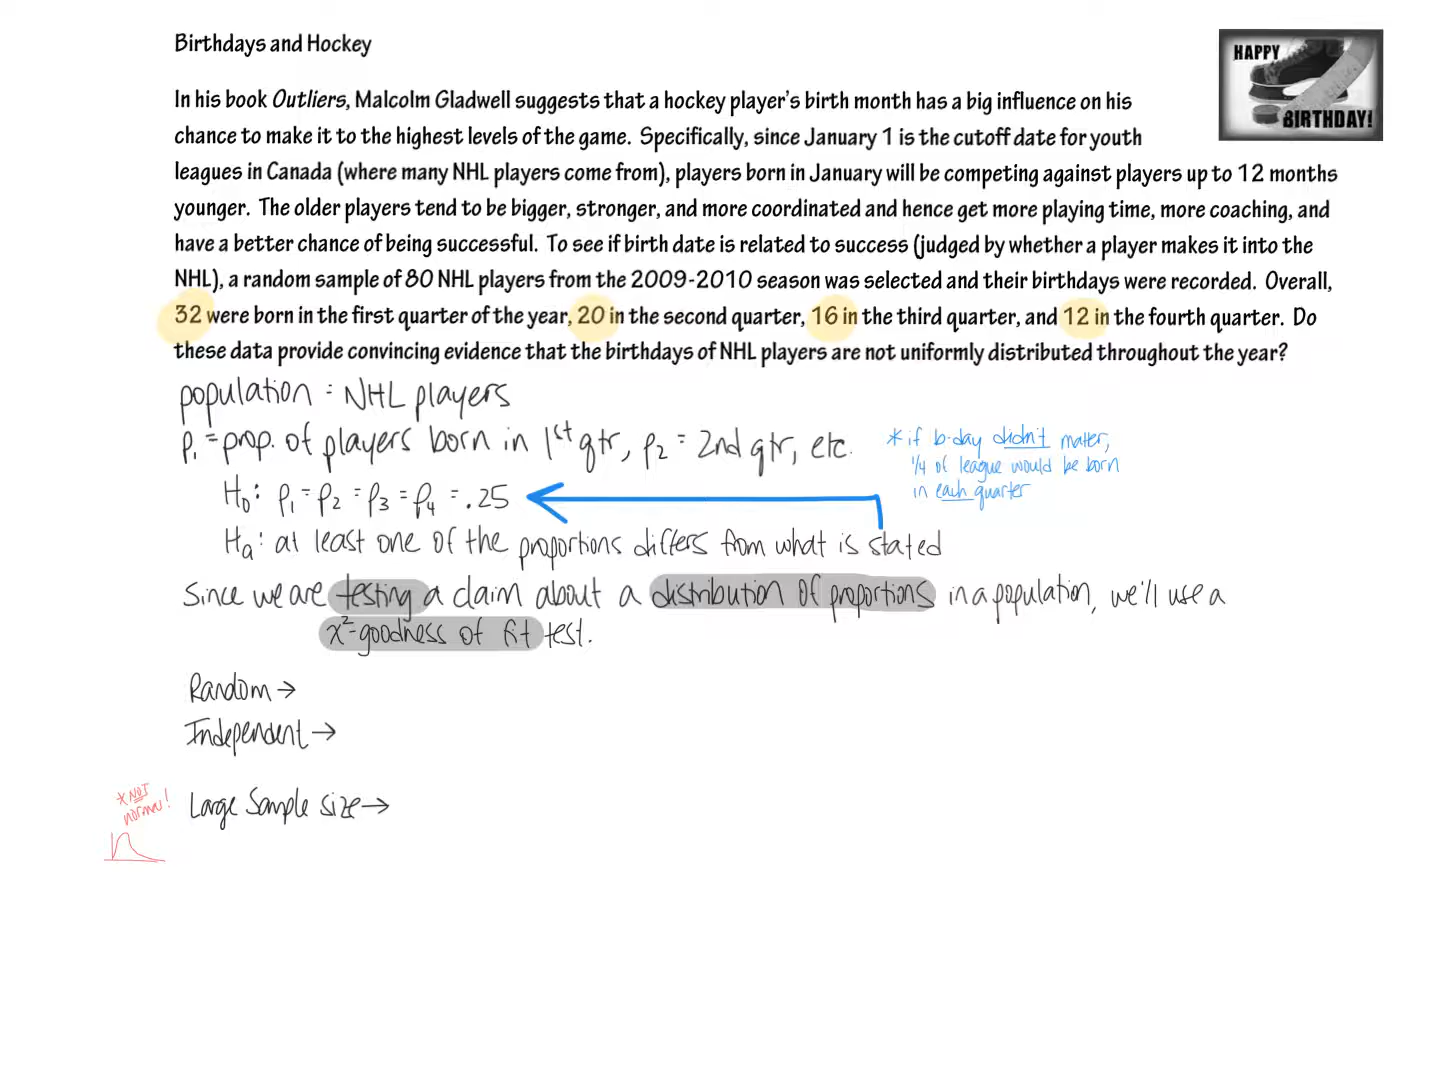 Birthdays and Hockey
HAPPY
BIRTHDAY!
In his book Outliers, Malcolm Gladwell suggests that a hockey player's birth month has a big influence on his
chance to make it to the highest levels of the game. Specifically, since January 1 is the cutoff date for youth
leagues in Canada (where many NHL players come from), players born in January will be competing against players up to 12 months
younger. The older players tend to be bigger, stronger, and more coordinated and hence get more playing time, more coaching, and
have a better chance of being successful. To see if birth date is related to success (judged by whether a player makes it into the
NHL), a random sample of 80 NHL players from the 2009-2010 season was selected and their birthdays were recorded. Overall,
32 were born in the first quarter of the year, 20 in the second quarter, 16 in the third quarter, and 12 in the fourth quarter. Do
these data provide convincing evidence that the birthdays of NHL players are not uniformly distributed throughout the year?
population = NHL players
p₁ = prop. of players born in 1st qtr, p₂ = 2nd qtr, etc.
* if b-day didn't matter,
1/4 of league would be born
in each quarter
H₀: p₁ = p₂ = p₃ = p₄ = .25
Hₐ: at least one of the proportions differs from what is stated
Since we are testing a claim about a distribution of proportions in a population, we'll use a
χ²-goodness of fit test.
Random →
Independent →
* NOT
normal!
Large Sample size →